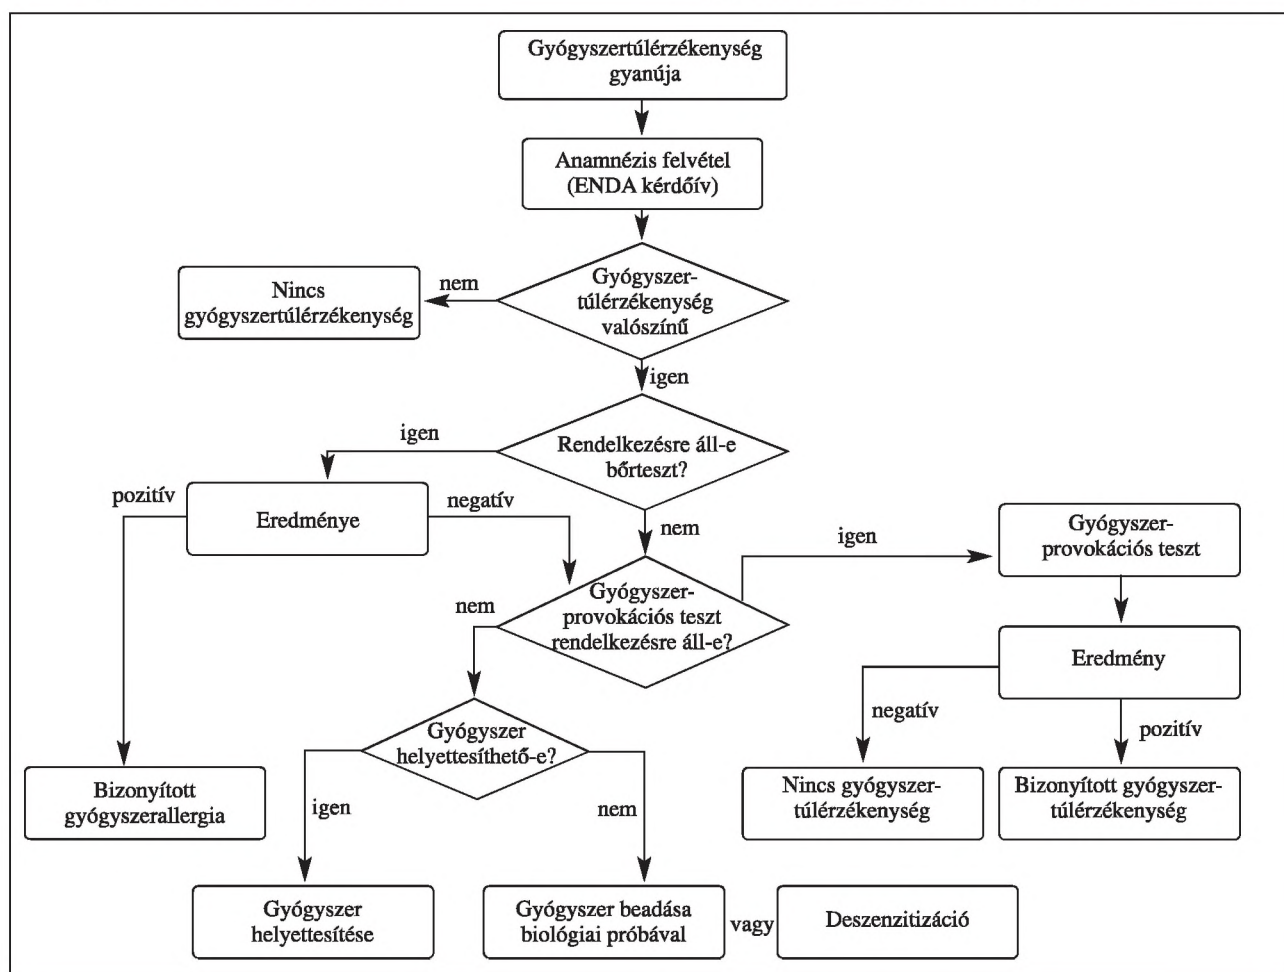 Gyógyszertúlérzékenység
gyanúja
Anamnézis felvétel
(ENDA kérdőív)
Gyógyszer-
túlérzékenység
valószínű
nem
Nincs
gyógyszertúlérzékenység
igen
Rendelkezésre áll-e
bőrteszt?
igen
Eredménye
pozitív
negatív
nem
Gyógyszer-
provokációs teszt
rendelkezésre áll-e?
igen
Gyógyszer-
provokációs teszt
Eredmény
negatív
pozitív
Nincs gyógyszer-
túlérzékenység
Bizonyított gyógyszer-
túlérzékenység
nem
Gyógyszer
helyettesíthető-e?
Bizonyított
gyógyszerallergia
igen
nem
Gyógyszer
helyettesítése
Gyógyszer beadása
biológiai próbával
vagy
Deszenzitizáció